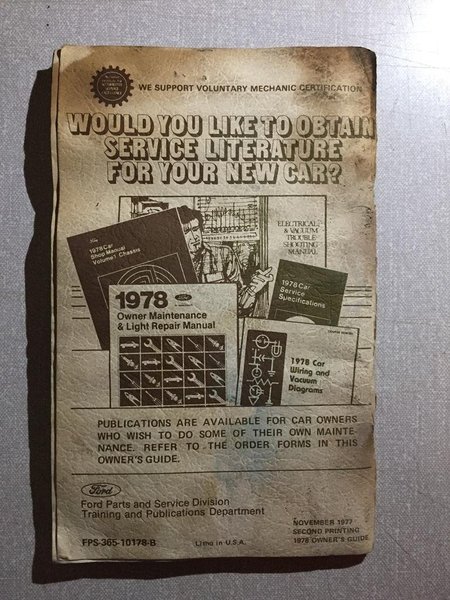 WE SUPPORT VOLUNTARY MECHANIC CERTIFICATION
WOULD YOU LIKE TO OBTAIN
SERVICE LITERATURE
FOR YOUR NEW CAR?
ELECTRICAL
& VACUUM
TROUBLE
SHOOTING
MANUAL
1978 Car
Shop Manual
Volume 1 Chassis
1978 Car
Service
Specifications
1978
Ford
Owner Maintenance
& Light Repair Manual
1978 Car
Wiring and
Vacuum
Diagrams
PUBLICATIONS ARE AVAILABLE FOR CAR OWNERS
WHO WISH TO DO SOME OF THEIR OWN MAINTE-
NANCE. REFER TO THE ORDER FORMS IN THIS
OWNER'S GUIDE.
Ford
Ford Parts and Service Division
Training and Publications Department
NOVEMBER 1977
SECOND PRINTING
1978 OWNER'S GUIDE
FPS-365-10178-B
Litho in U.S.A.